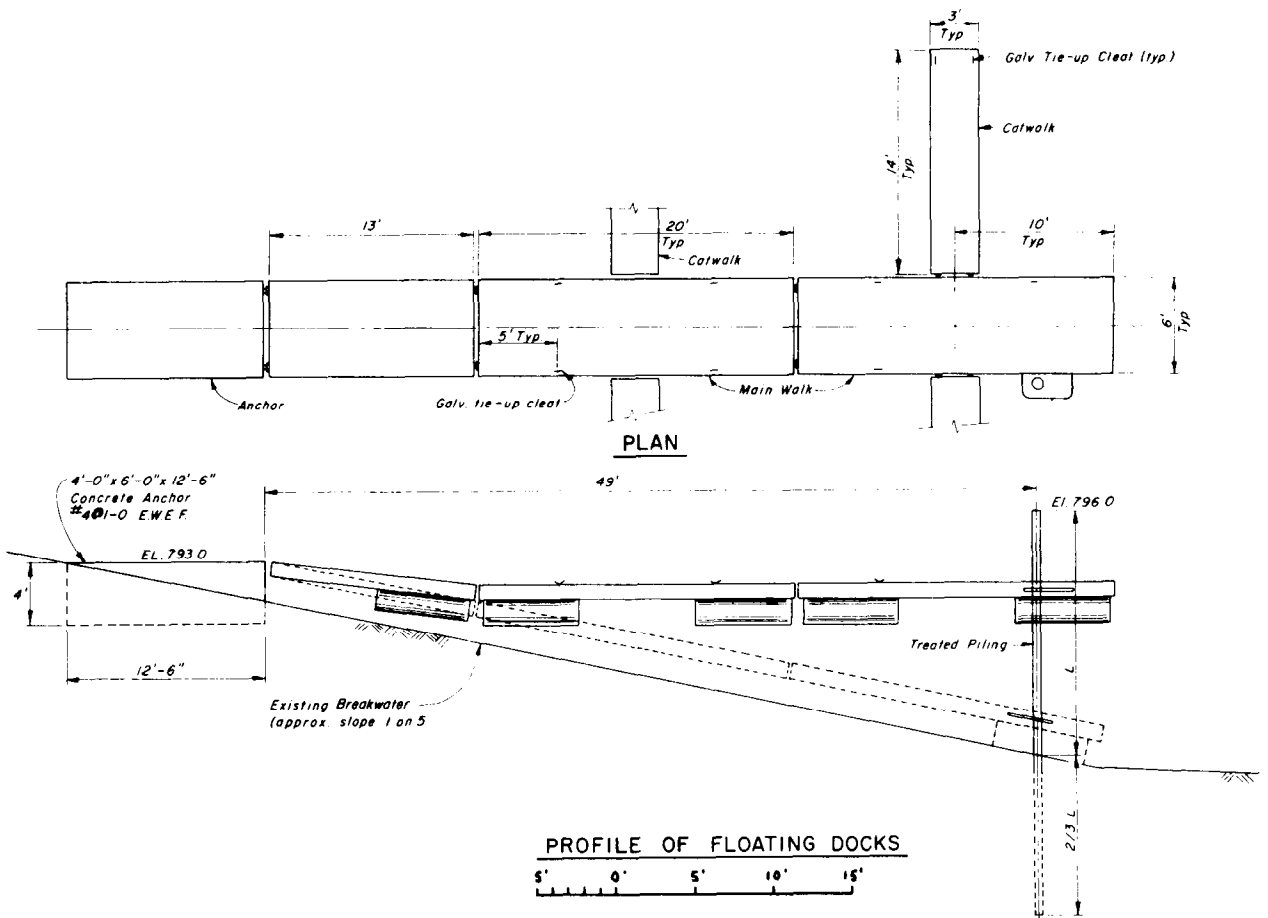 3'
Typ
Galv Tie-up Cleat (typ.)
Catwalk
14'
Typ
13'
20'
Typ
Catwalk
10'
Typ
5' Typ
6'
Typ
Anchor
Galv. tie-up cleat
Main Walk
PLAN
4'-0" x 6'-0" x 12'-6"
Concrete Anchor
#4@1-0 E.W.E.F.
49'
El. 796.0
EL. 793.0
4'
12'-6"
Treated Piling
L
Existing Breakwater
(approx. slope 1 on 5
2/3 L
PROFILE OF FLOATING DOCKS
5' 0' 5' 10' 15'